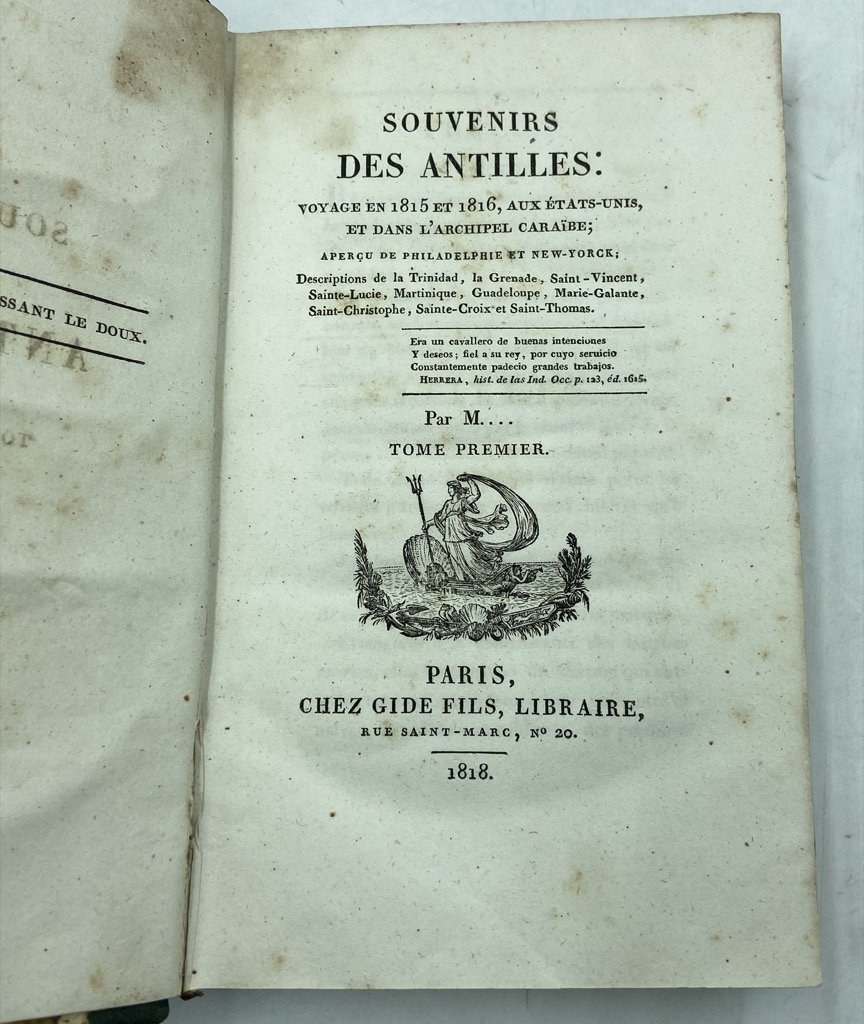 SSANT LE DOUX.
SOUVENIRS
DES ANTILLES:
VOYAGE EN 1815 ET 1816, AUX ÉTATS-UNIS,
ET DANS L'ARCHIPEL CARAÏBE;
APERÇU DE PHILADELPHIE ET NEW-YORCK;
Descriptions de la Trinidad, la Grenade, Saint-Vincent,
Sainte-Lucie, Martinique, Guadeloupe, Marie-Galante,
Saint-Christophe, Sainte-Croix et Saint-Thomas.
Era un cavallero de buenas intenciones
Y deseos; fiel a su rey, por cuyo seruicio
Constantemente padecio grandes trabajos.
HERRERA, hist. de las Ind. Occ. p. 123, éd. 1615.
Par M....
TOME PREMIER.
PARIS,
CHEZ GIDE FILS, LIBRAIRE,
RUE SAINT-MARC, Nº 20.
1818.